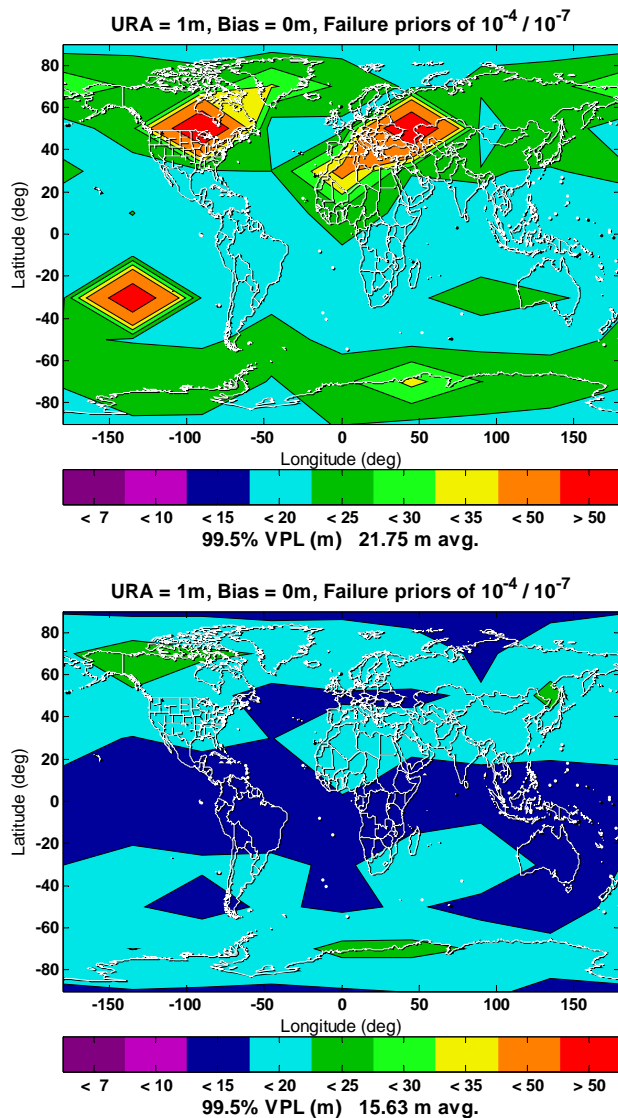 URA = 1m, Bias = 0m, Failure priors of 10⁻⁴ / 10⁻⁷
80
60
40
20
0
-20
-40
-60
-80
Latitude (deg)
-150 -100 -50 0 50 100 150
Longitude (deg)
< 7 < 10 < 15 < 20 < 25 < 30 < 35 < 50 > 50
99.5% VPL (m) 21.75 m avg.
URA = 1m, Bias = 0m, Failure priors of 10⁻⁴ / 10⁻⁷
80
60
40
20
0
-20
-40
-60
-80
Latitude (deg)
-150 -100 -50 0 50 100 150
Longitude (deg)
< 7 < 10 < 15 < 20 < 25 < 30 < 35 < 50 > 50
99.5% VPL (m) 15.63 m avg.